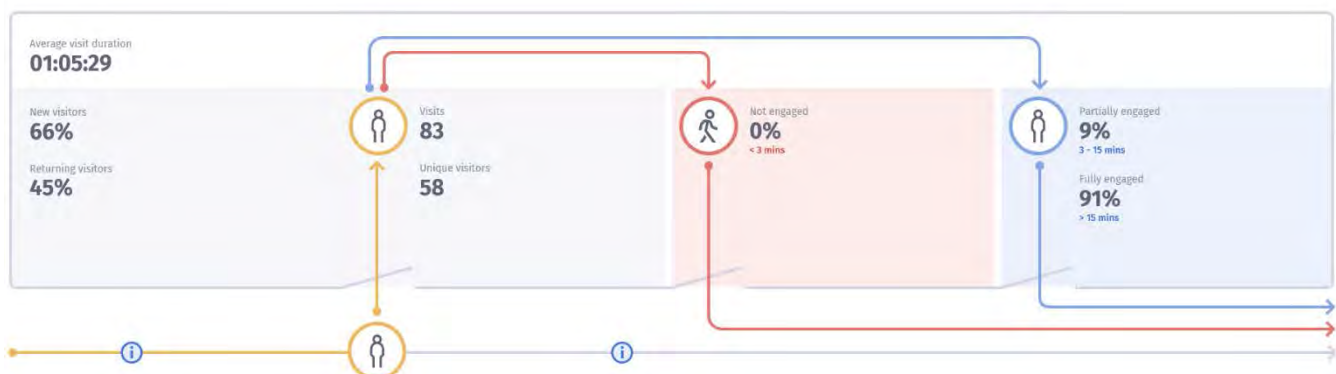 Average visit duration
01:05:29
New visitors
66%
Returning visitors
45%
Visits
83
Unique visitors
58
Not engaged
0%
< 3 mins
Partially engaged
9%
3 - 15 mins
Fully engaged
91%
> 15 mins
i
i